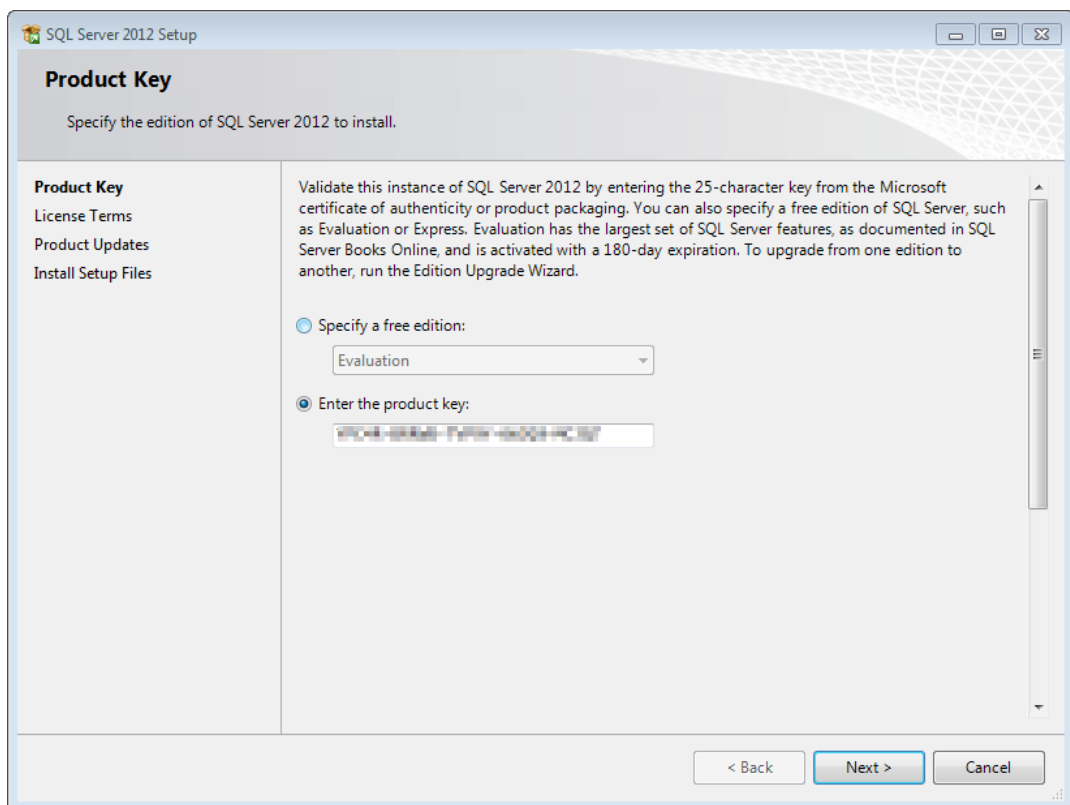 SQL Server 2012 Setup
Product Key
Specify the edition of SQL Server 2012 to install.
Product Key
License Terms
Product Updates
Install Setup Files
Validate this instance of SQL Server 2012 by entering the 25-character key from the Microsoft
certificate of authenticity or product packaging. You can also specify a free edition of SQL Server, such
as Evaluation or Express. Evaluation has the largest set of SQL Server features, as documented in SQL
Server Books Online, and is activated with a 180-day expiration. To upgrade from one edition to
another, run the Edition Upgrade Wizard.
Specify a free edition:
Evaluation
Enter the product key:
< Back
Next >
Cancel